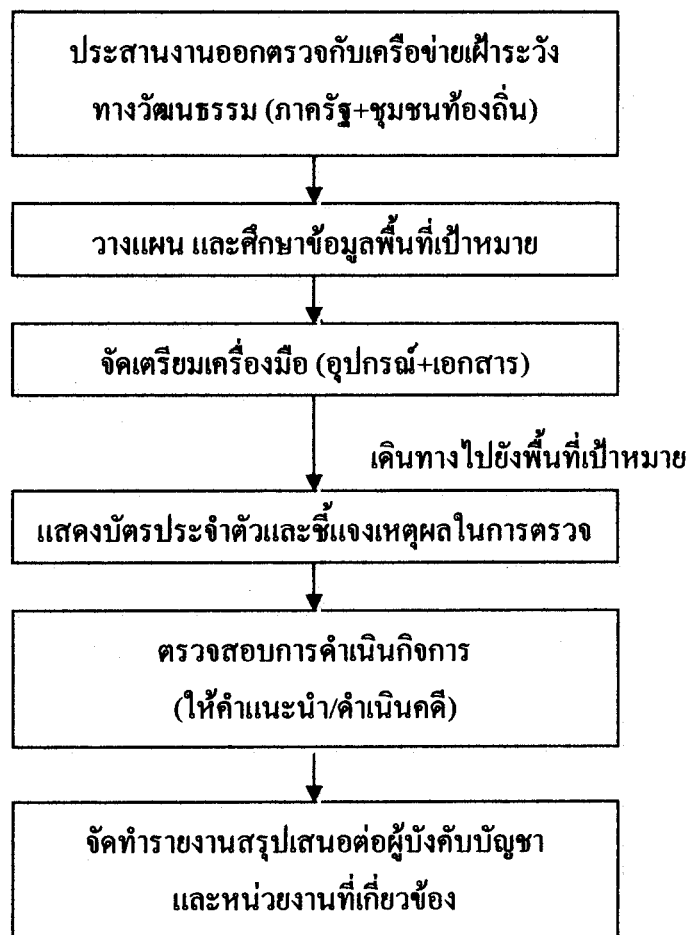 ประสานงานออกตรวจกับเครือข่ายเฝ้าระวัง
ทางวัฒนธรรม (ภาครัฐ+ชุมชนท้องถิ่น)
วางแผน และศึกษาข้อมูลพื้นที่เป้าหมาย
จัดเตรียมเครื่องมือ (อุปกรณ์+เอกสาร)
เดินทางไปยังพื้นที่เป้าหมาย
แสดงบัตรประจำตัวและชี้แจงเหตุผลในการตรวจ
ตรวจสอบการดำเนินกิจการ
(ให้คำแนะนำ/ดำเนินคดี)
จัดทำรายงานสรุปเสนอต่อผู้บังคับบัญชา
และหน่วยงานที่เกี่ยวข้อง